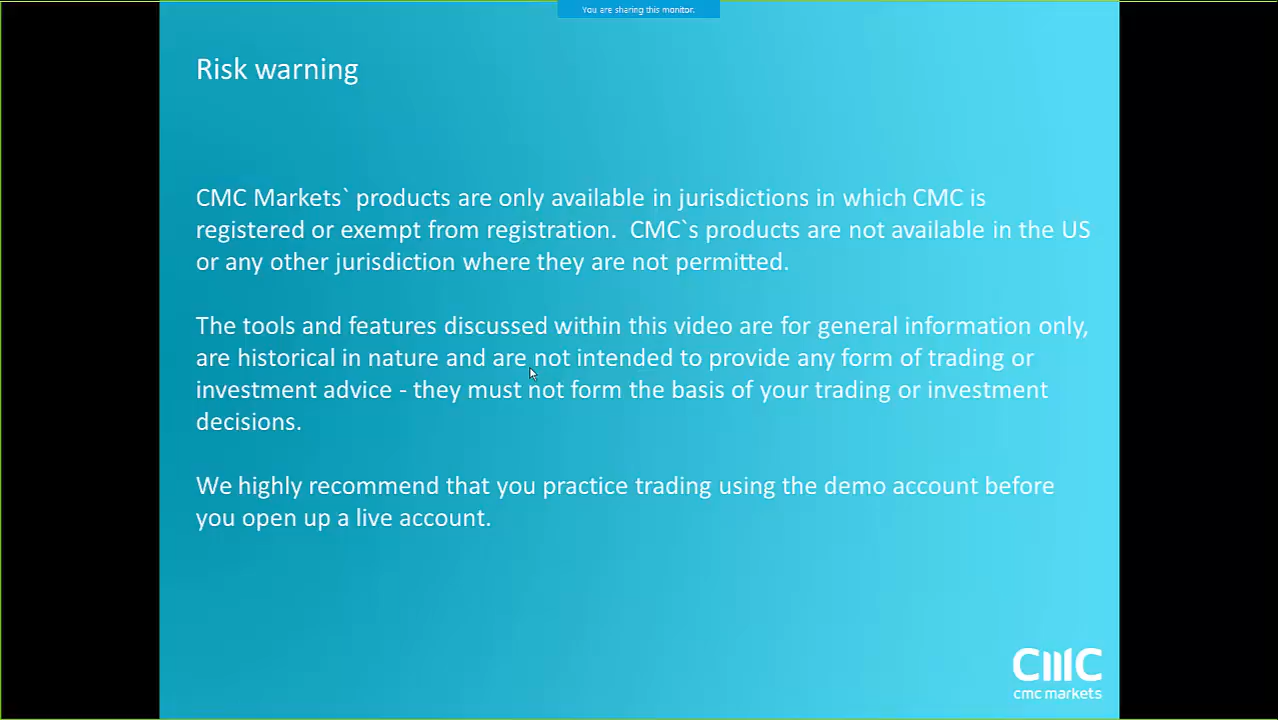 You are sharing this monitor.
Risk warning
CMC Markets` products are only available in jurisdictions in which CMC is
registered or exempt from registration.  CMC`s products are not available in the US
or any other jurisdiction where they are not permitted.
The tools and features discussed within this video are for general information only,
are historical in nature and are not intended to provide any form of trading or
investment advice - they must not form the basis of your trading or investment
decisions.
We highly recommend that you practice trading using the demo account before
you open up a live account.
CMC
cmc markets